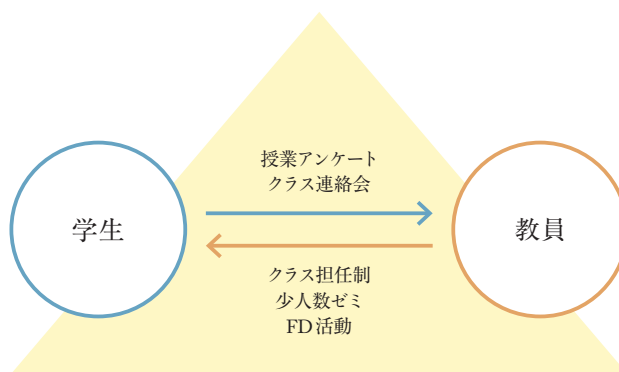 授業アンケート
クラス連絡会
学生
教員
クラス担任制
少人数ゼミ
FD活動